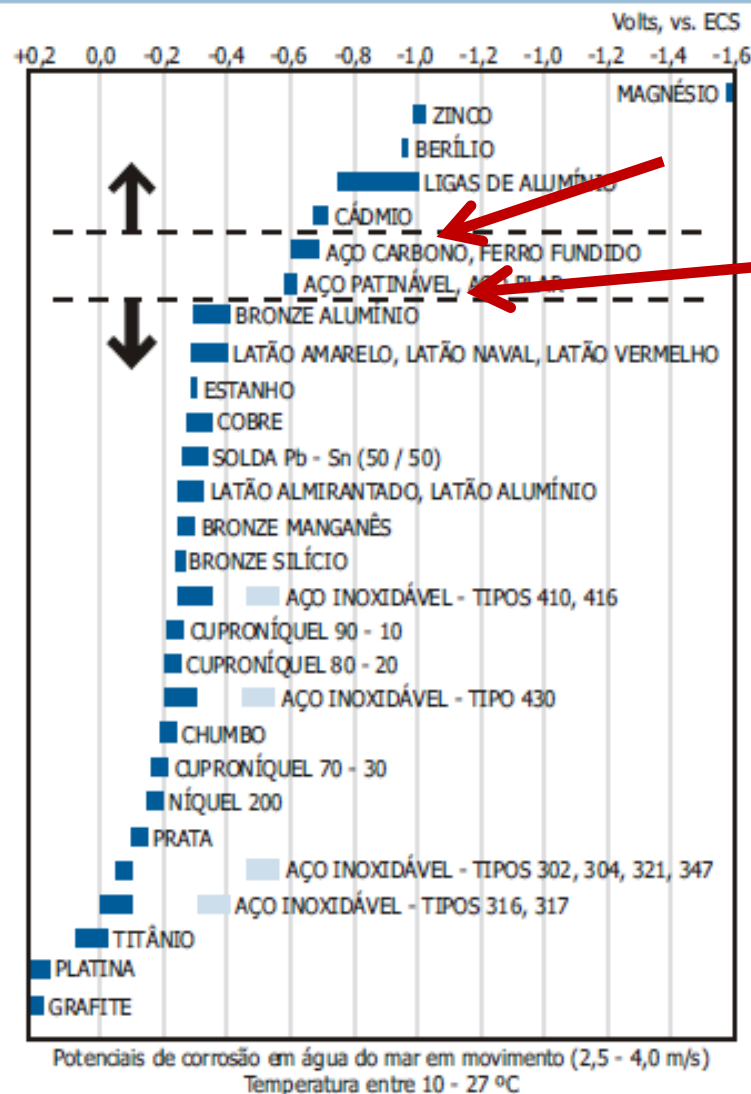 Volts, vs. ECS
+0,2 0,0 -0,2 -0,4 -0,6 -0,8 -1,0 -1,2 -1,0 -1,2 -1,4 -1,6
MAGNÉSIO
ZINCO
BERÍLIO
LIGAS DE ALUMÍNIO
CÁDMIO
AÇO CARBONO, FERRO FUNDIDO
AÇO PATINÁVEL,
BRONZE ALUMÍNIO
LATÃO AMARELO, LATÃO NAVAL, LATÃO VERMELHO
ESTANHO
COBRE
SOLDA Pb - Sn (50 / 50)
LATÃO ALMIRANTADO, LATÃO ALUMÍNIO
BRONZE MANGANÊS
BRONZE SILÍCIO
AÇO INOXIDÁVEL - TIPOS 410, 416
CUPRONÍQUEL 90 - 10
CUPRONÍQUEL 80 - 20
AÇO INOXIDÁVEL - TIPO 430
CHUMBO
CUPRONÍQUEL 70 - 30
NÍQUEL 200
PRATA
AÇO INOXIDÁVEL - TIPOS 302, 304, 321, 347
AÇO INOXIDÁVEL - TIPOS 316, 317
TITÂNIO
PLATINA
GRAFITE
Potenciais de corrosão em água do mar em movimento (2,5 - 4,0 m/s)
Temperatura entre 10 - 27 ºC